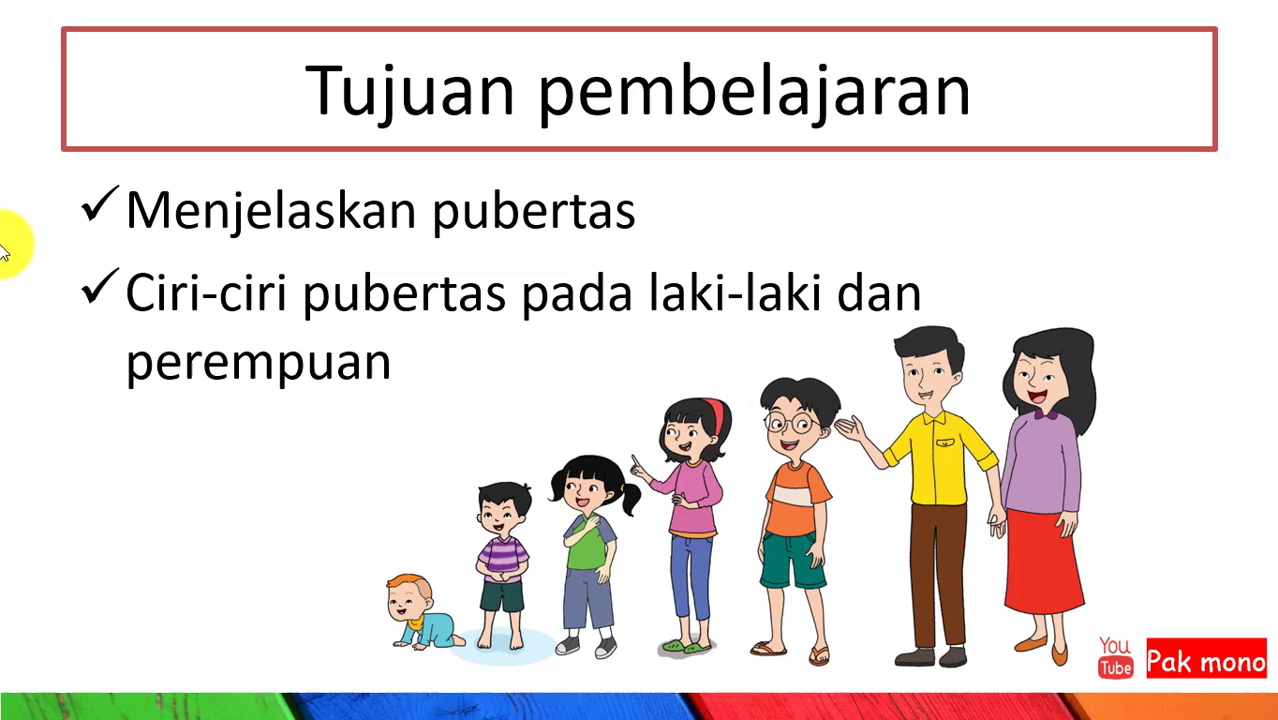 Tujuan pembelajaran
✓Menjelaskan pubertas
✓Ciri-ciri pubertas pada laki-laki dan
perempuan
You
Tube
Pak mono